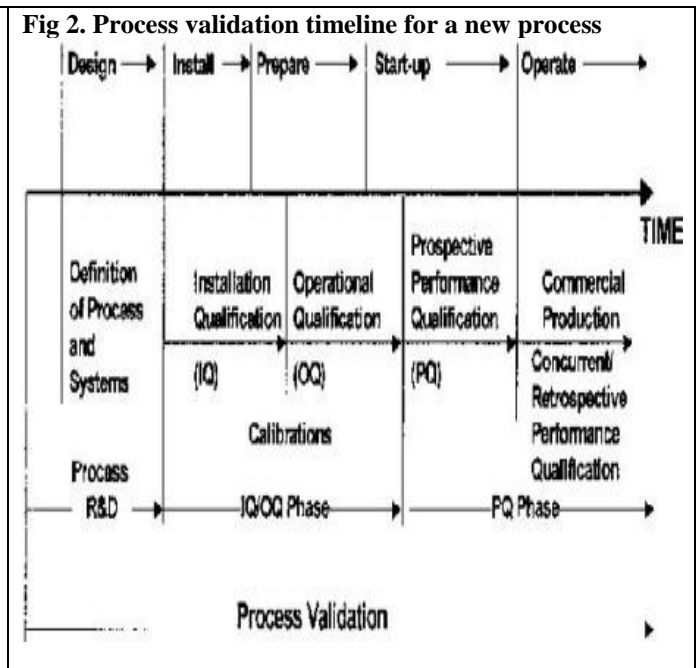 Fig 2. Process validation timeline for a new process
Design
Install
Prepare
Start-up
Operate
TIME
Definition
of Process
and
Systems
Installation
Qualification
(IQ)
Operational
Qualification
(OQ)
Prospective
Performance
Qualification
(PQ)
Commercial
Production
Concurrent/
Retrospective
Performance
Qualification
Calibrations
Process
R&D
IQ/OQ Phase
PQ Phase
Process Validation